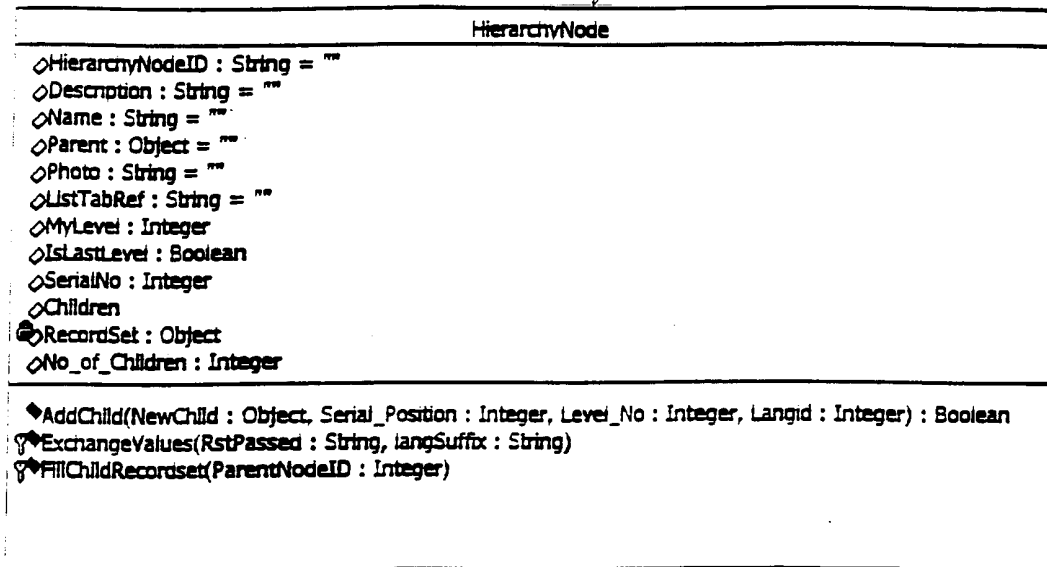 HierarchyNode
HierarchyNodeID : String = ""
Description : String = ""
Name : String = ""
Parent : Object = ""
Photo : String = ""
ListTabRef : String = ""
MyLevel : Integer
IsLastLevel : Boolean
SerialNo : Integer
Children
RecordSet : Object
No_of_Children : Integer
AddChild(NewChild : Object, Serial_Position : Integer, Level_No : Integer, Langid : Integer) : Boolean
ExchangeValues(RstPassed : String, langSuffix : String)
FillChildRecordset(ParentNodeID : Integer)